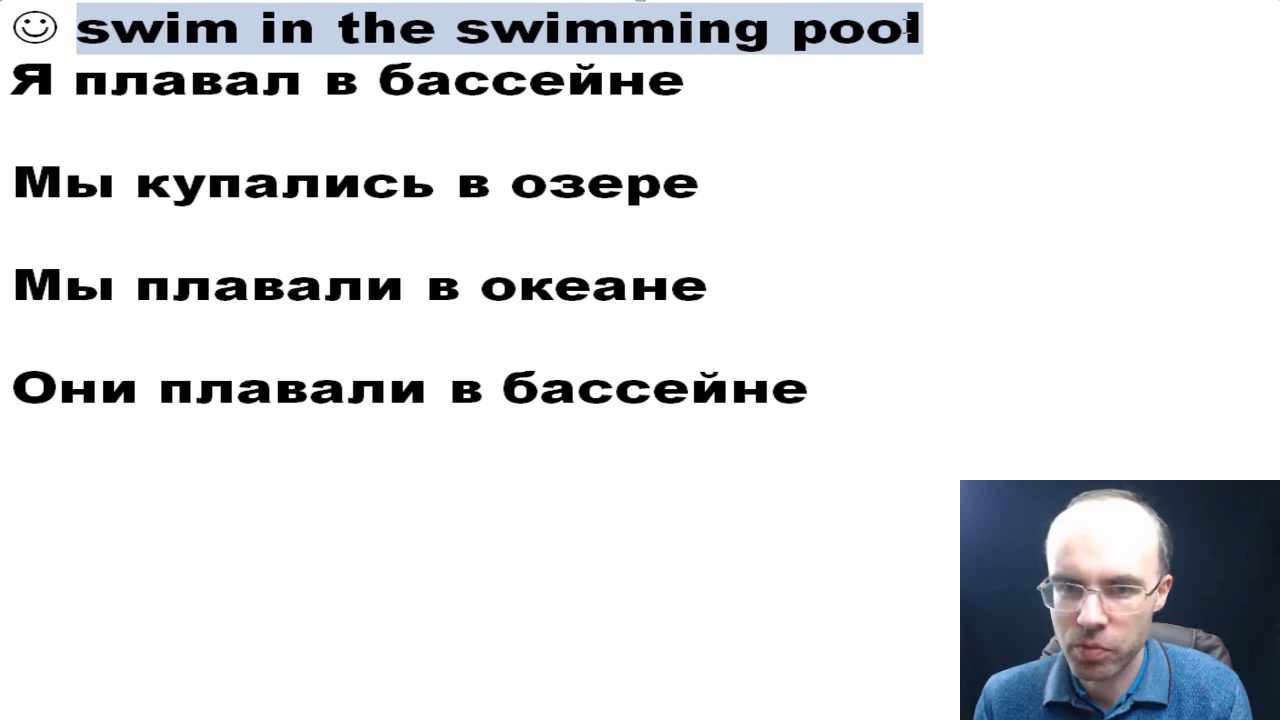 ☺ swim in the swimming pool
Я плавал в бассейне
Мы купались в озере
Мы плавали в океане
Они плавали в бассейне